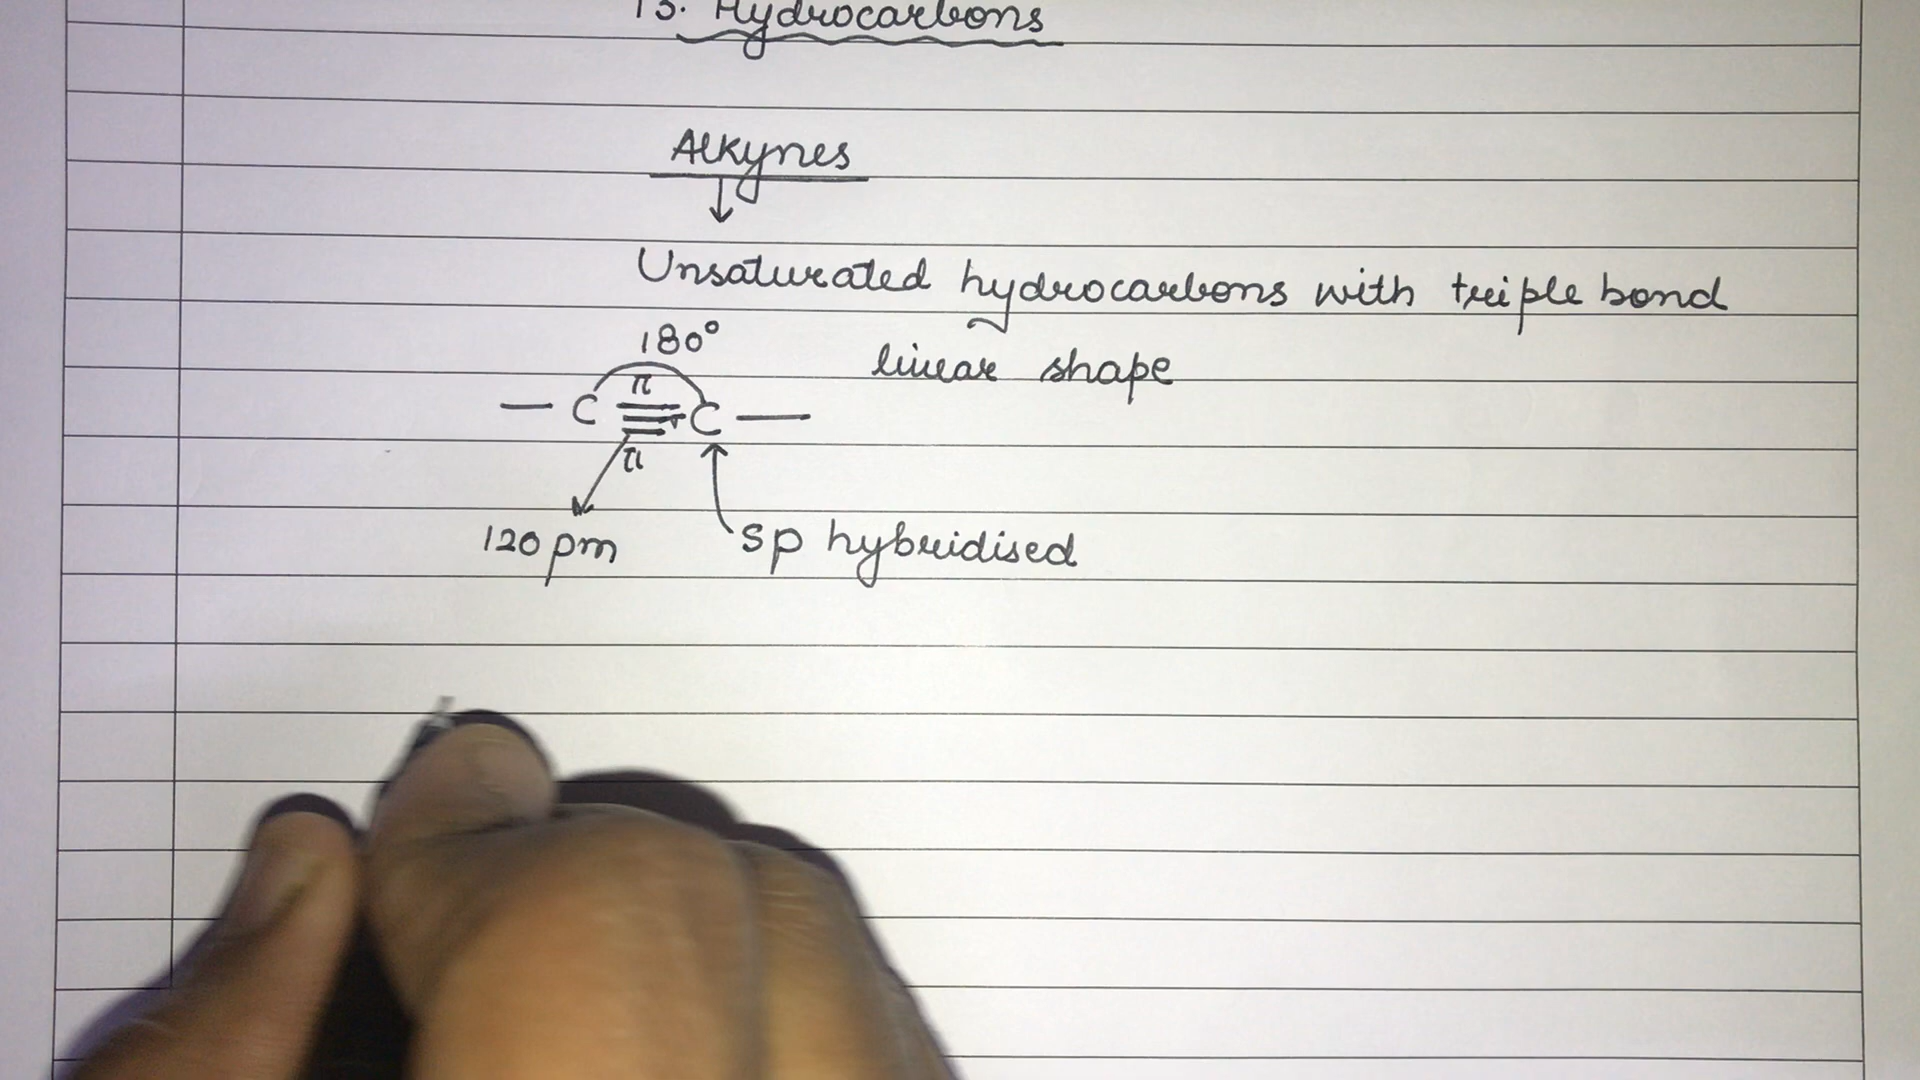 13. Hydrocarbons
Alkynes
Unsaturated hydrocarbons with triple bond
180°
linear shape
π
— C ≡ C —
π
120 pm
sp hybridised